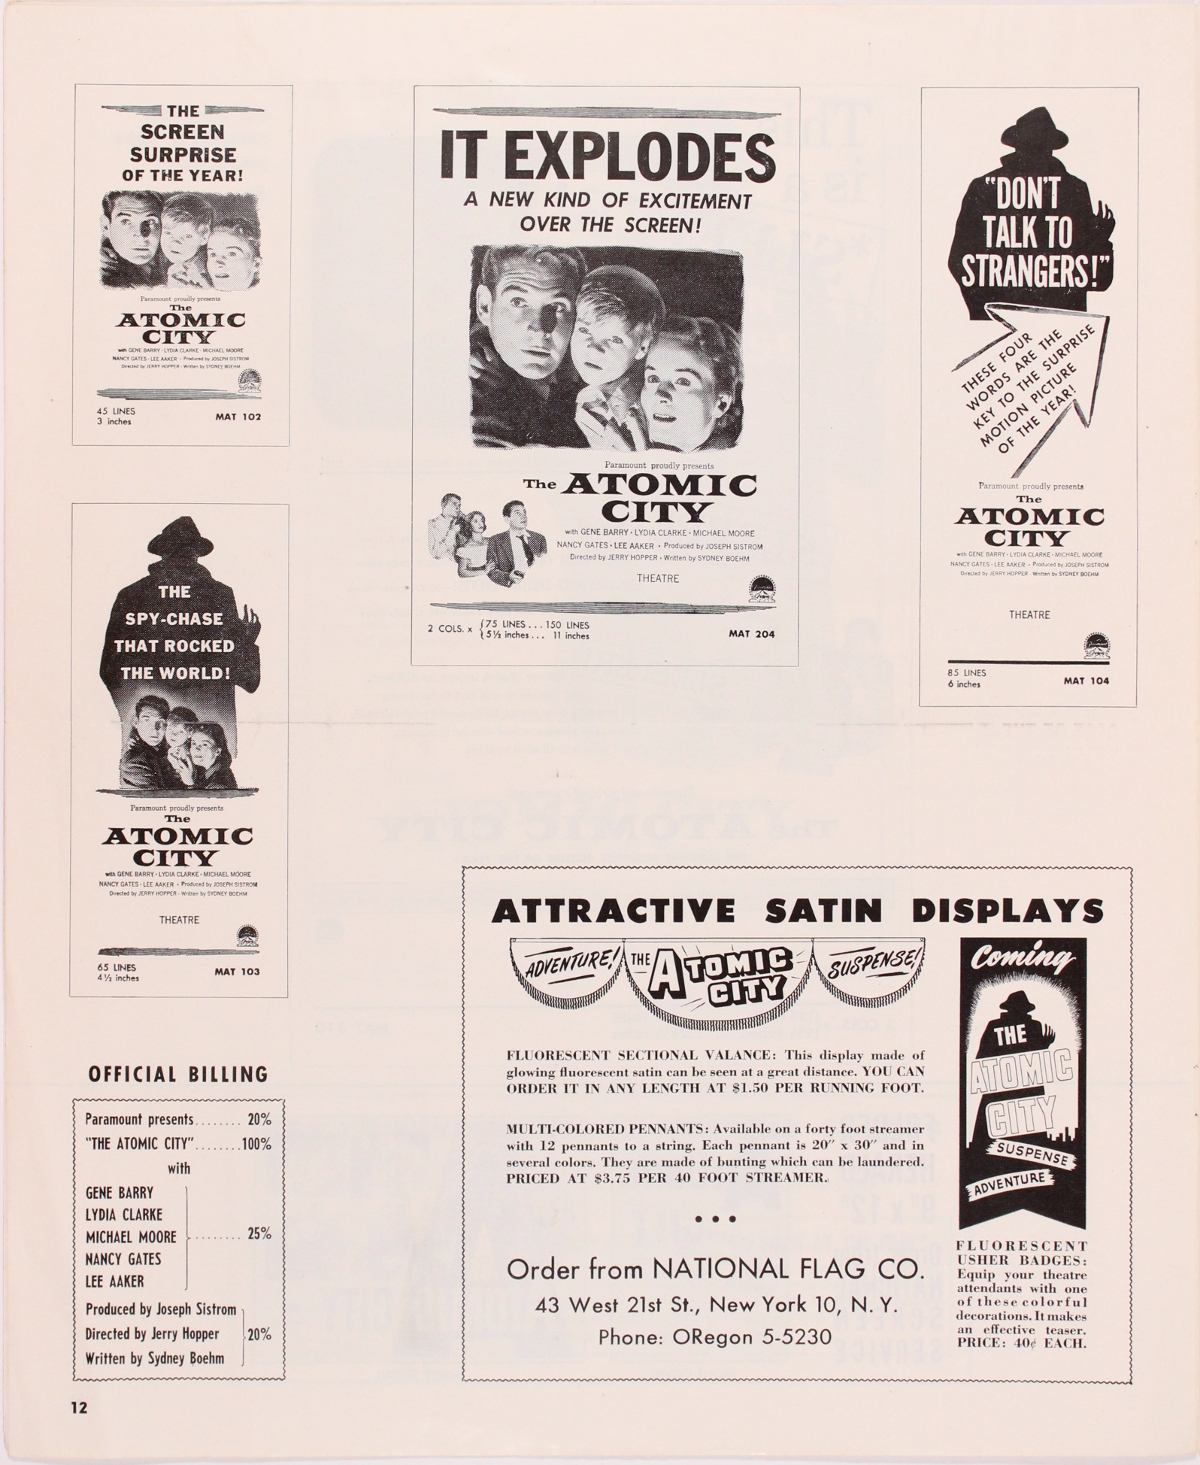 THE
SCREEN
SURPRISE
OF THE YEAR!
Paramount proudly presents
The
ATOMIC
CITY
with GENE BARRY · LYDIA CLARKE · MICHAEL MOORE
NANCY GATES · LEE AAKER · Produced by JOSEPH SISTROM
Directed by JERRY HOPPER · Written by SYDNEY BOEHM
45 LINES
3 inches
MAT 102
IT EXPLODES
A NEW KIND OF EXCITEMENT
OVER THE SCREEN!
Paramount proudly presents
The ATOMIC
CITY
with GENE BARRY · LYDIA CLARKE · MICHAEL MOORE
NANCY GATES · LEE AAKER · Produced by JOSEPH SISTROM
Directed by JERRY HOPPER · Written by SYDNEY BOEHM
THEATRE
2 COLS. x
75 LINES... 150 LINES
5½ inches... 11 inches
MAT 204
"DON'T
TALK TO
STRANGERS!"
THESE FOUR
WORDS ARE THE
KEY TO THE SURPRISE
MOTION PICTURE
OF THE YEAR!
Paramount proudly presents
The
ATOMIC
CITY
with GENE BARRY · LYDIA CLARKE · MICHAEL MOORE
NANCY GATES · LEE AAKER · Produced by JOSEPH SISTROM
Directed by JERRY HOPPER · Written by SYDNEY BOEHM
THEATRE
85 LINES
6 inches
MAT 104
THE
SPY-CHASE
THAT ROCKED
THE WORLD!
Paramount proudly presents
The
ATOMIC
CITY
with GENE BARRY · LYDIA CLARKE · MICHAEL MOORE
NANCY GATES · LEE AAKER · Produced by JOSEPH SISTROM
Directed by JERRY HOPPER · Written by SYDNEY BOEHM
THEATRE
65 LINES
4½ inches
MAT 103
OFFICIAL BILLING
Paramount presents........ 20%
"THE ATOMIC CITY"........100%
with
GENE BARRY
LYDIA CLARKE
MICHAEL MOORE ......... 25%
NANCY GATES
LEE AAKER
Produced by Joseph Sistrom
Directed by Jerry Hopper 20%
Written by Sydney Boehm
ATTRACTIVE SATIN DISPLAYS
ADVENTURE!
THE
ATOMIC
CITY
SUSPENSE!
FLUORESCENT SECTIONAL VALANCE: This display made of
glowing fluorescent satin can be seen at a great distance. YOU CAN
ORDER IT IN ANY LENGTH AT $1.50 PER RUNNING FOOT.
MULTI-COLORED PENNANTS: Available on a forty foot streamer
with 12 pennants to a string. Each pennant is 20" x 30" and in
several colors. They are made of bunting which can be laundered.
PRICED AT $3.75 PER 40 FOOT STREAMER.
• • •
Order from NATIONAL FLAG CO.
43 West 21st St., New York 10, N. Y.
Phone: ORegon 5-5230
Coming
THE
ATOMIC
CITY
SUSPENSE
ADVENTURE
FLUORESCENT
USHER BADGES:
Equip your theatre
attendants with one
of these colorful
decorations. It makes
an effective teaser.
PRICE: 40¢ EACH.
12